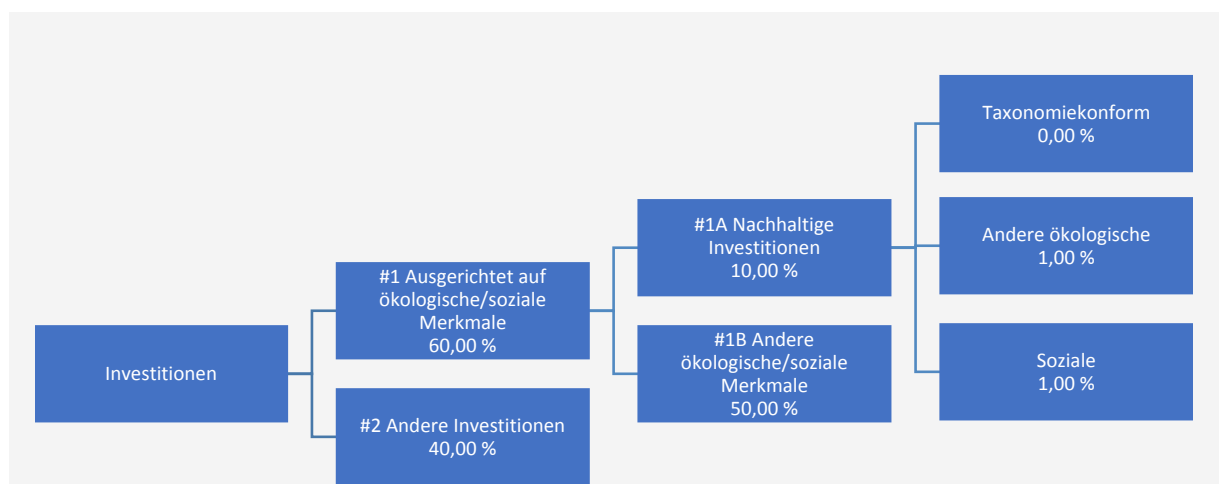 Investitionen
#1 Ausgerichtet auf
ökologische/soziale
Merkmale
60,00 %
#2 Andere Investitionen
40,00 %
#1A Nachhaltige
Investitionen
10,00 %
#1B Andere
ökologische/soziale
Merkmale
50,00 %
Taxonomiekonform
0,00 %
Andere ökologische
1,00 %
Soziale
1,00 %